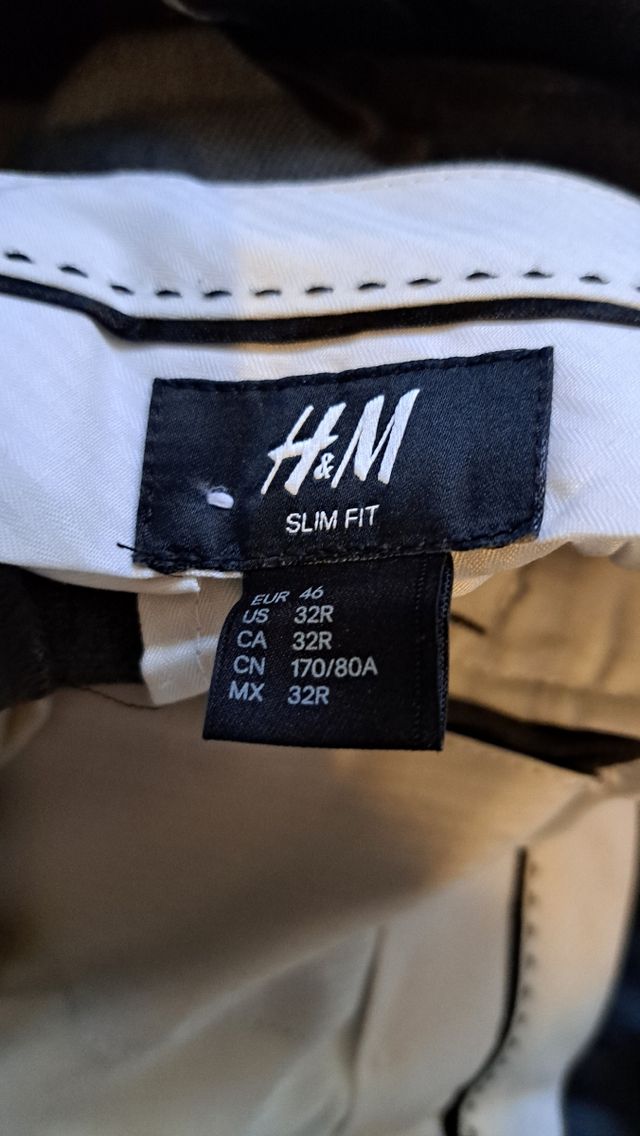 H&M
SLIM FIT
EUR 46
US 32R
CA 32R
CN 170/80A
MX 32R